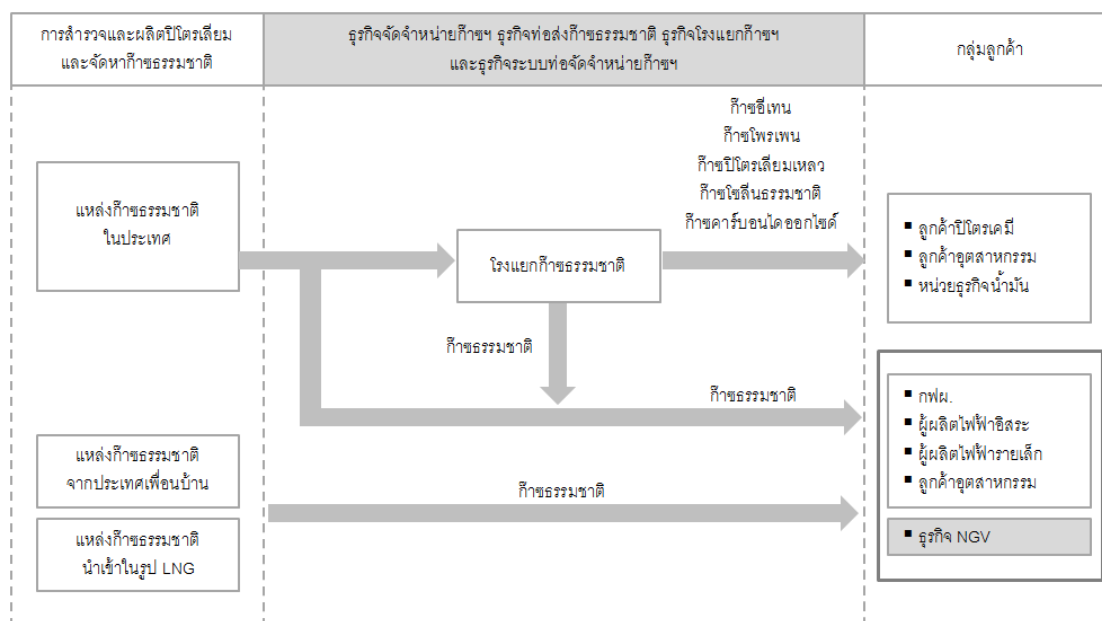 การสำรวจและผลิตปิโตรเลียม
และจัดหาก๊าซธรรมชาติ
ธุรกิจจัดจำหน่ายก๊าซฯ ธุรกิจท่อส่งก๊าซธรรมชาติ ธุรกิจโรงแยกก๊าซฯ
และธุรกิจระบบท่อจัดจำหน่ายก๊าซฯ
กลุ่มลูกค้า
ก๊าซอีเทน
ก๊าซโพรเพน
ก๊าซปิโตรเลียมเหลว
ก๊าซโซลีนธรรมชาติ
ก๊าซคาร์บอนไดออกไซด์
แหล่งก๊าซธรรมชาติ
ในประเทศ
โรงแยกก๊าซธรรมชาติ
▪ ลูกค้าปิโตรเคมี
▪ ลูกค้าอุตสาหกรรม
▪ หน่วยธุรกิจน้ำมัน
ก๊าซธรรมชาติ
ก๊าซธรรมชาติ
▪ กฟผ.
▪ ผู้ผลิตไฟฟ้าอิสระ
▪ ผู้ผลิตไฟฟ้ารายเล็ก
▪ ลูกค้าอุตสาหกรรม
แหล่งก๊าซธรรมชาติ
จากประเทศเพื่อนบ้าน
ก๊าซธรรมชาติ
แหล่งก๊าซธรรมชาติ
นำเข้าในรูป LNG
▪ ธุรกิจ NGV